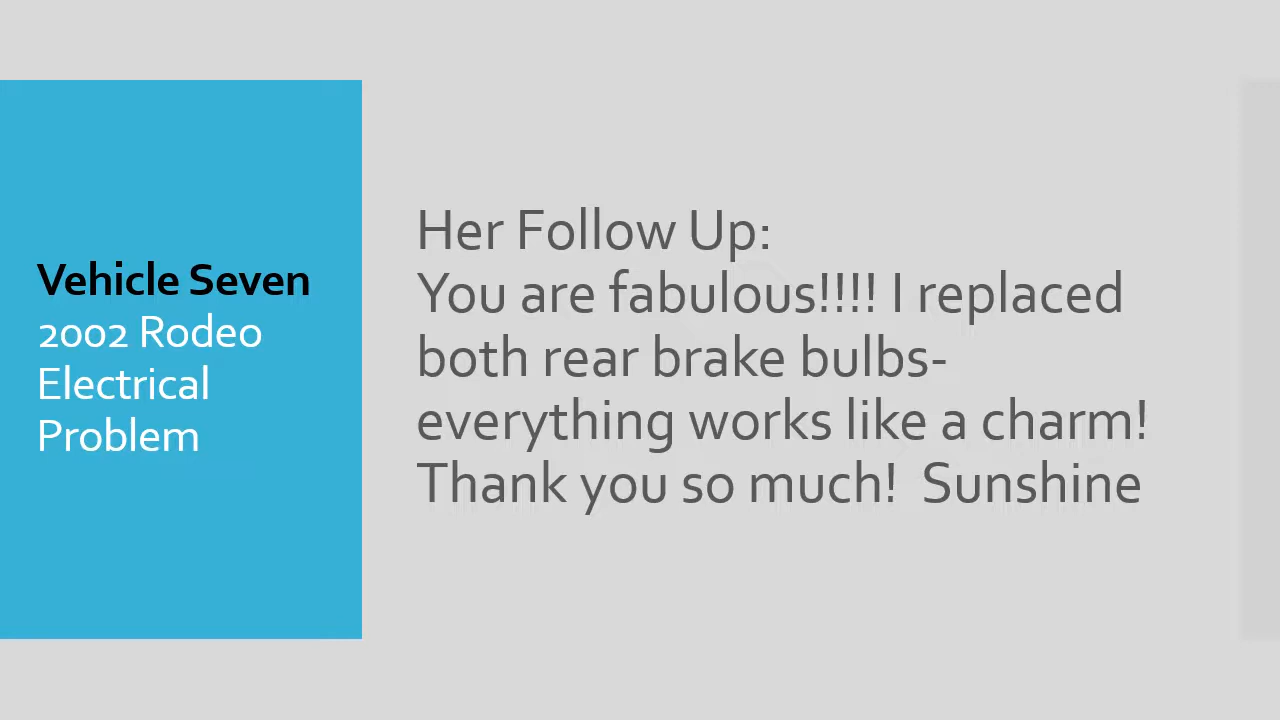 Vehicle Seven
2002 Rodeo
Electrical
Problem
Her Follow Up:
You are fabulous!!!! I replaced
both rear brake bulbs-
everything works like a charm!
Thank you so much!  Sunshine